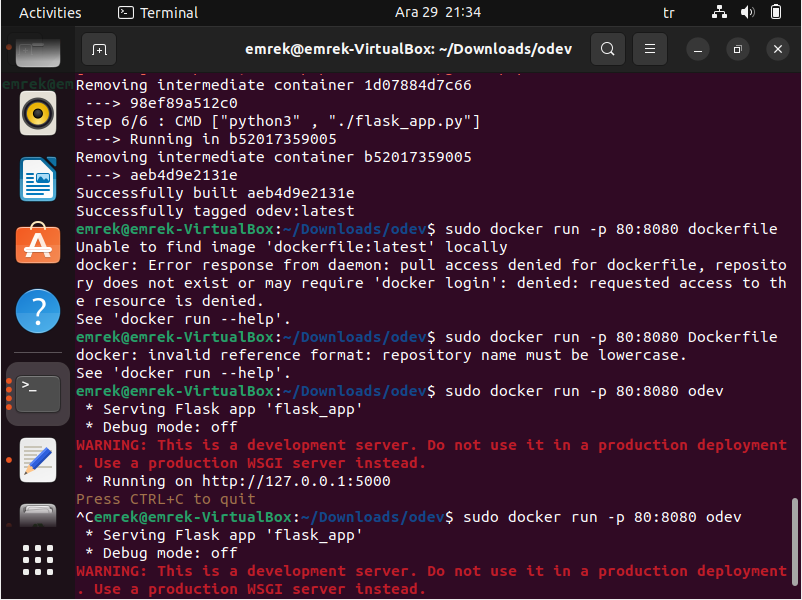 Activities
Terminal
Ara 29 21:34
tr
emrek@emrek-VirtualBox: ~/Downloads/odev
Removing intermediate container 1d07884d7c66
 ---> 98ef89a512c0
Step 6/6 : CMD ["python3" , "./flask_app.py"]
 ---> Running in b52017359005
Removing intermediate container b52017359005
 ---> aeb4d9e2131e
Successfully built aeb4d9e2131e
Successfully tagged odev:latest
emrek@emrek-VirtualBox:~/Downloads/odev$ sudo docker run -p 80:8080 dockerfile
Unable to find image 'dockerfile:latest' locally
docker: Error response from daemon: pull access denied for dockerfile, reposito
ry does not exist or may require 'docker login': denied: requested access to th
e resource is denied.
See 'docker run --help'.
emrek@emrek-VirtualBox:~/Downloads/odev$ sudo docker run -p 80:8080 Dockerfile
docker: invalid reference format: repository name must be lowercase.
See 'docker run --help'.
emrek@emrek-VirtualBox:~/Downloads/odev$ sudo docker run -p 80:8080 odev
 * Serving Flask app 'flask_app'
 * Debug mode: off
WARNING: This is a development server. Do not use it in a production deployment
. Use a production WSGI server instead.
 * Running on http://127.0.0.1:5000
Press CTRL+C to quit
^Cemrek@emrek-VirtualBox:~/Downloads/odev$ sudo docker run -p 80:8080 odev
 * Serving Flask app 'flask_app'
 * Debug mode: off
WARNING: This is a development server. Do not use it in a production deployment
. Use a production WSGI server instead.